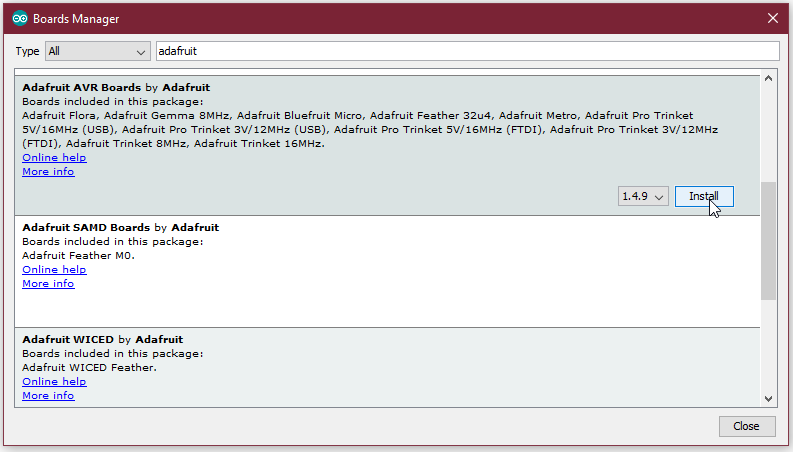 Boards Manager
Type All adafruit
Adafruit AVR Boards by Adafruit
Boards included in this package:
Adafruit Flora, Adafruit Gemma 8MHz, Adafruit Bluefruit Micro, Adafruit Feather 32u4, Adafruit Metro, Adafruit Pro Trinket
5V/16MHz (USB), Adafruit Pro Trinket 3V/12MHz (USB), Adafruit Pro Trinket 5V/16MHz (FTDI), Adafruit Pro Trinket 3V/12MHz
(FTDI), Adafruit Trinket 8MHz, Adafruit Trinket 16MHz.
Online help
More info
1.4.9 Install
Adafruit SAMD Boards by Adafruit
Boards included in this package:
Adafruit Feather M0.
Online help
More info
Adafruit WICED by Adafruit
Boards included in this package:
Adafruit WICED Feather.
Online help
More info
Close